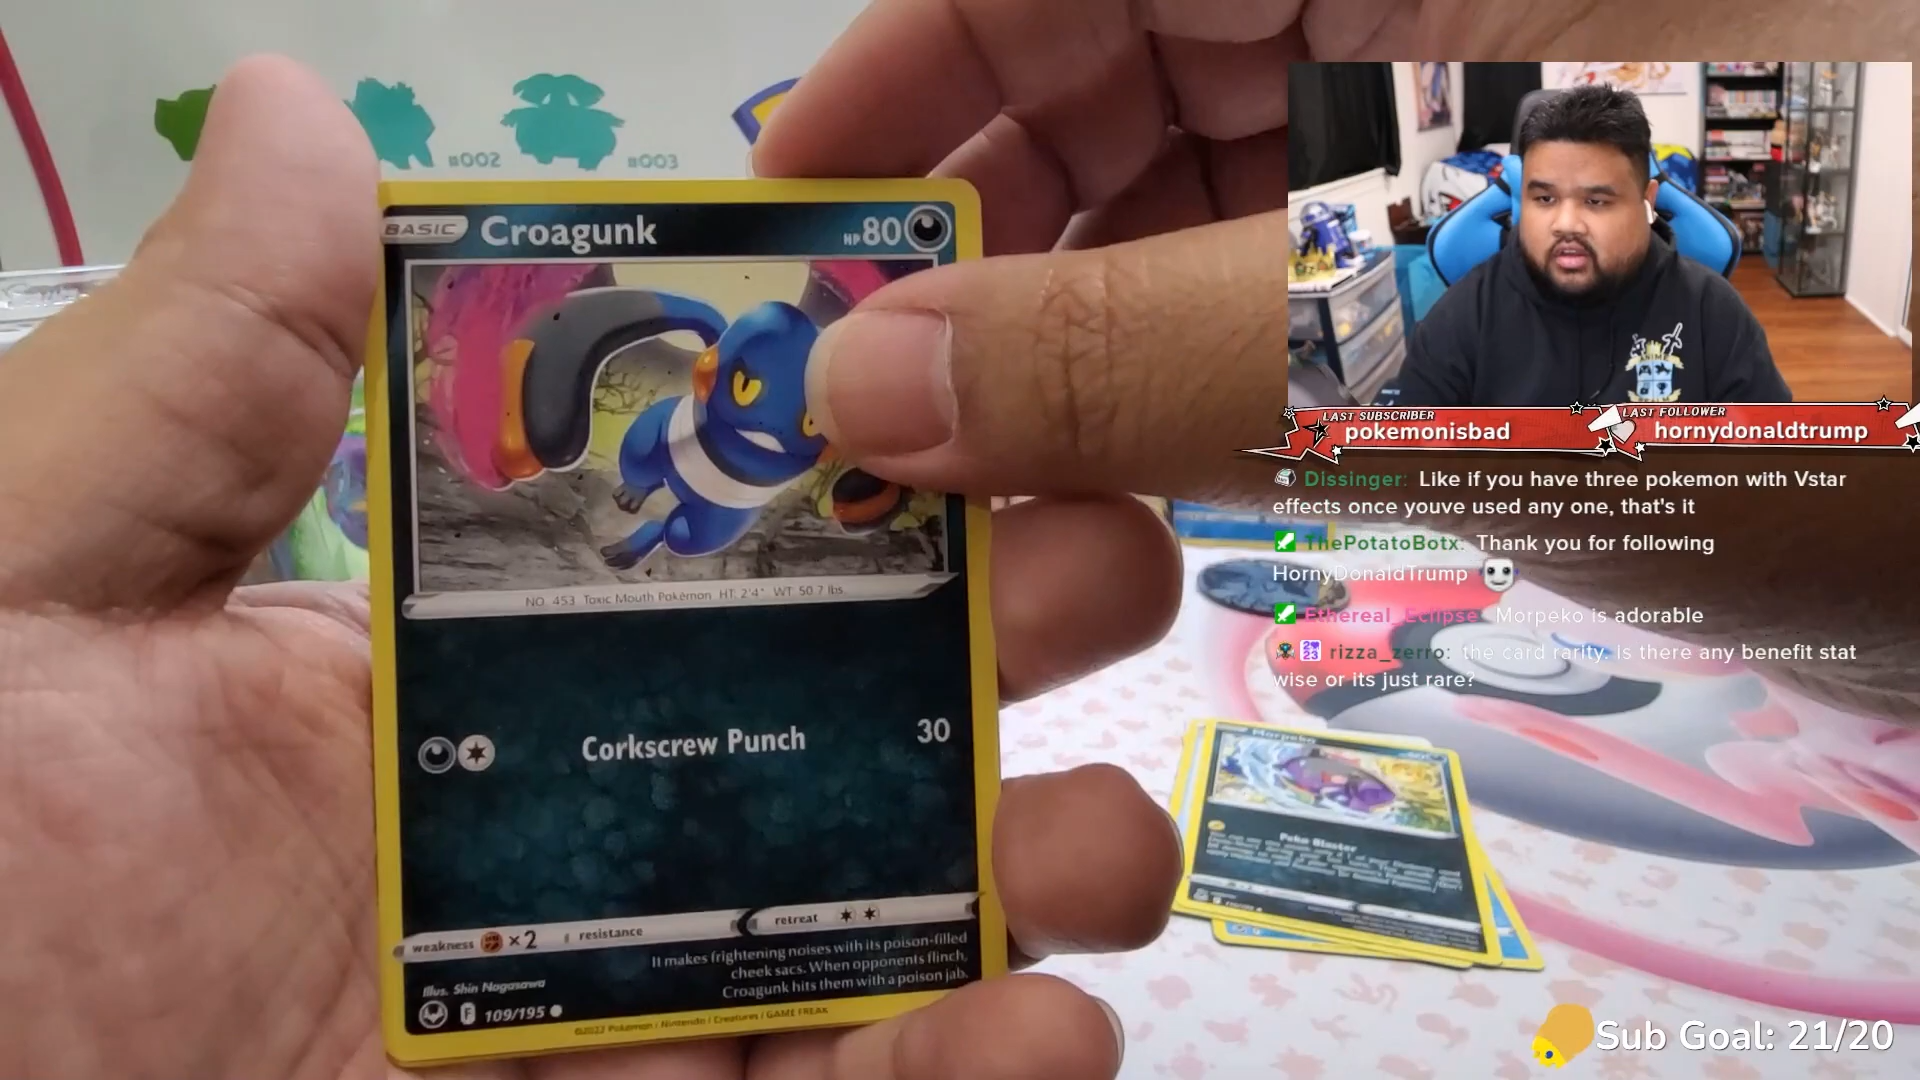 #002
#003
BASIC
Croagunk
HP 80
NO. 453 Toxic Mouth Pokémon HT: 2'4" WT: 50.7 lbs.
Corkscrew Punch
30
weakness ×2 resistance
retreat
It makes frightening noises with its poison-filled
cheek sacs. When opponents flinch,
Croagunk hits them with a poison jab.
Illus. Shin Nagasawa
F 109/195
©2022 Pokémon / Nintendo / Creatures / GAME FREAK
ANIME
LAST SUBSCRIBER
pokemonisbad
LAST FOLLOWER
hornydonaldtrump
Dissinger: Like if you have three pokemon with Vstar
effects once youve used any one, that's it
ThePotatoBotx: Thank you for following
HornyDonaldTrump
Ethereal_Eclipse: Morpeko is adorable
rizza_zerro: the card rarity. is there any benefit stat
wise or its just rare?
Morpeko
Peko Blaster
Sub Goal: 21/20